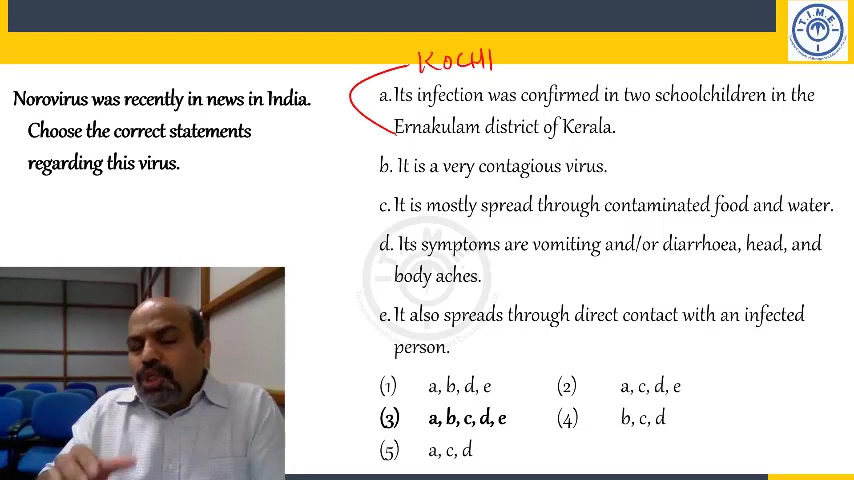 T.I.M.E.
KOCHI
Norovirus was recently in news in India.
Choose the correct statements
regarding this virus.
a. Its infection was confirmed in two schoolchildren in the
Ernakulam district of Kerala.
b. It is a very contagious virus.
c. It is mostly spread through contaminated food and water.
d. Its symptoms are vomiting and/or diarrhoea, head, and
body aches.
e. It also spreads through direct contact with an infected
person.
(1) a, b, d, e (2) a, c, d, e
(3) a, b, c, d, e (4) b, c, d
(5) a, c, d